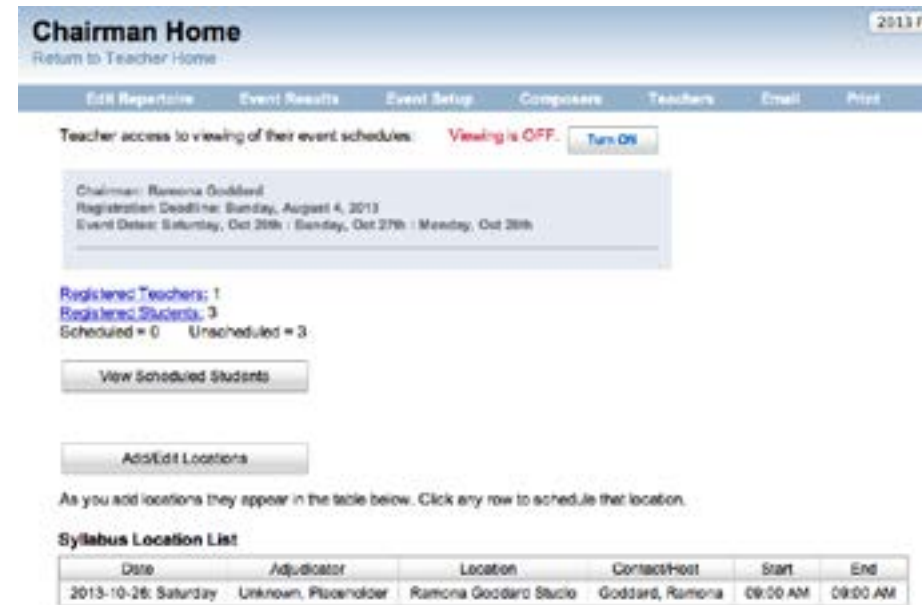 Chairman Home
2013 F
Return to Teacher Home
Edit Repertoire Event Results Event Setup Composers Teachers Email Print
Teacher access to viewing of their event schedules: Viewing is OFF. Turn ON
Chairman: Ramona Goddard
Registration Deadline: Sunday, August 4, 2013
Event Dates: Saturday, Oct 26th : Sunday, Oct 27th : Monday, Oct 28th
Registered Teachers: 1
Registered Students: 3
Scheduled = 0 Unscheduled = 3
View Scheduled Students
Add/Edit Locations
As you add locations they appear in the table below. Click any row to schedule that location.
Syllabus Location List
Date Adjudicator Location Contact/Host Start End
2013-10-26: Saturday Unknown, Placeholder Ramona Goddard Studio Goddard, Ramona 09:00 AM 09:00 AM